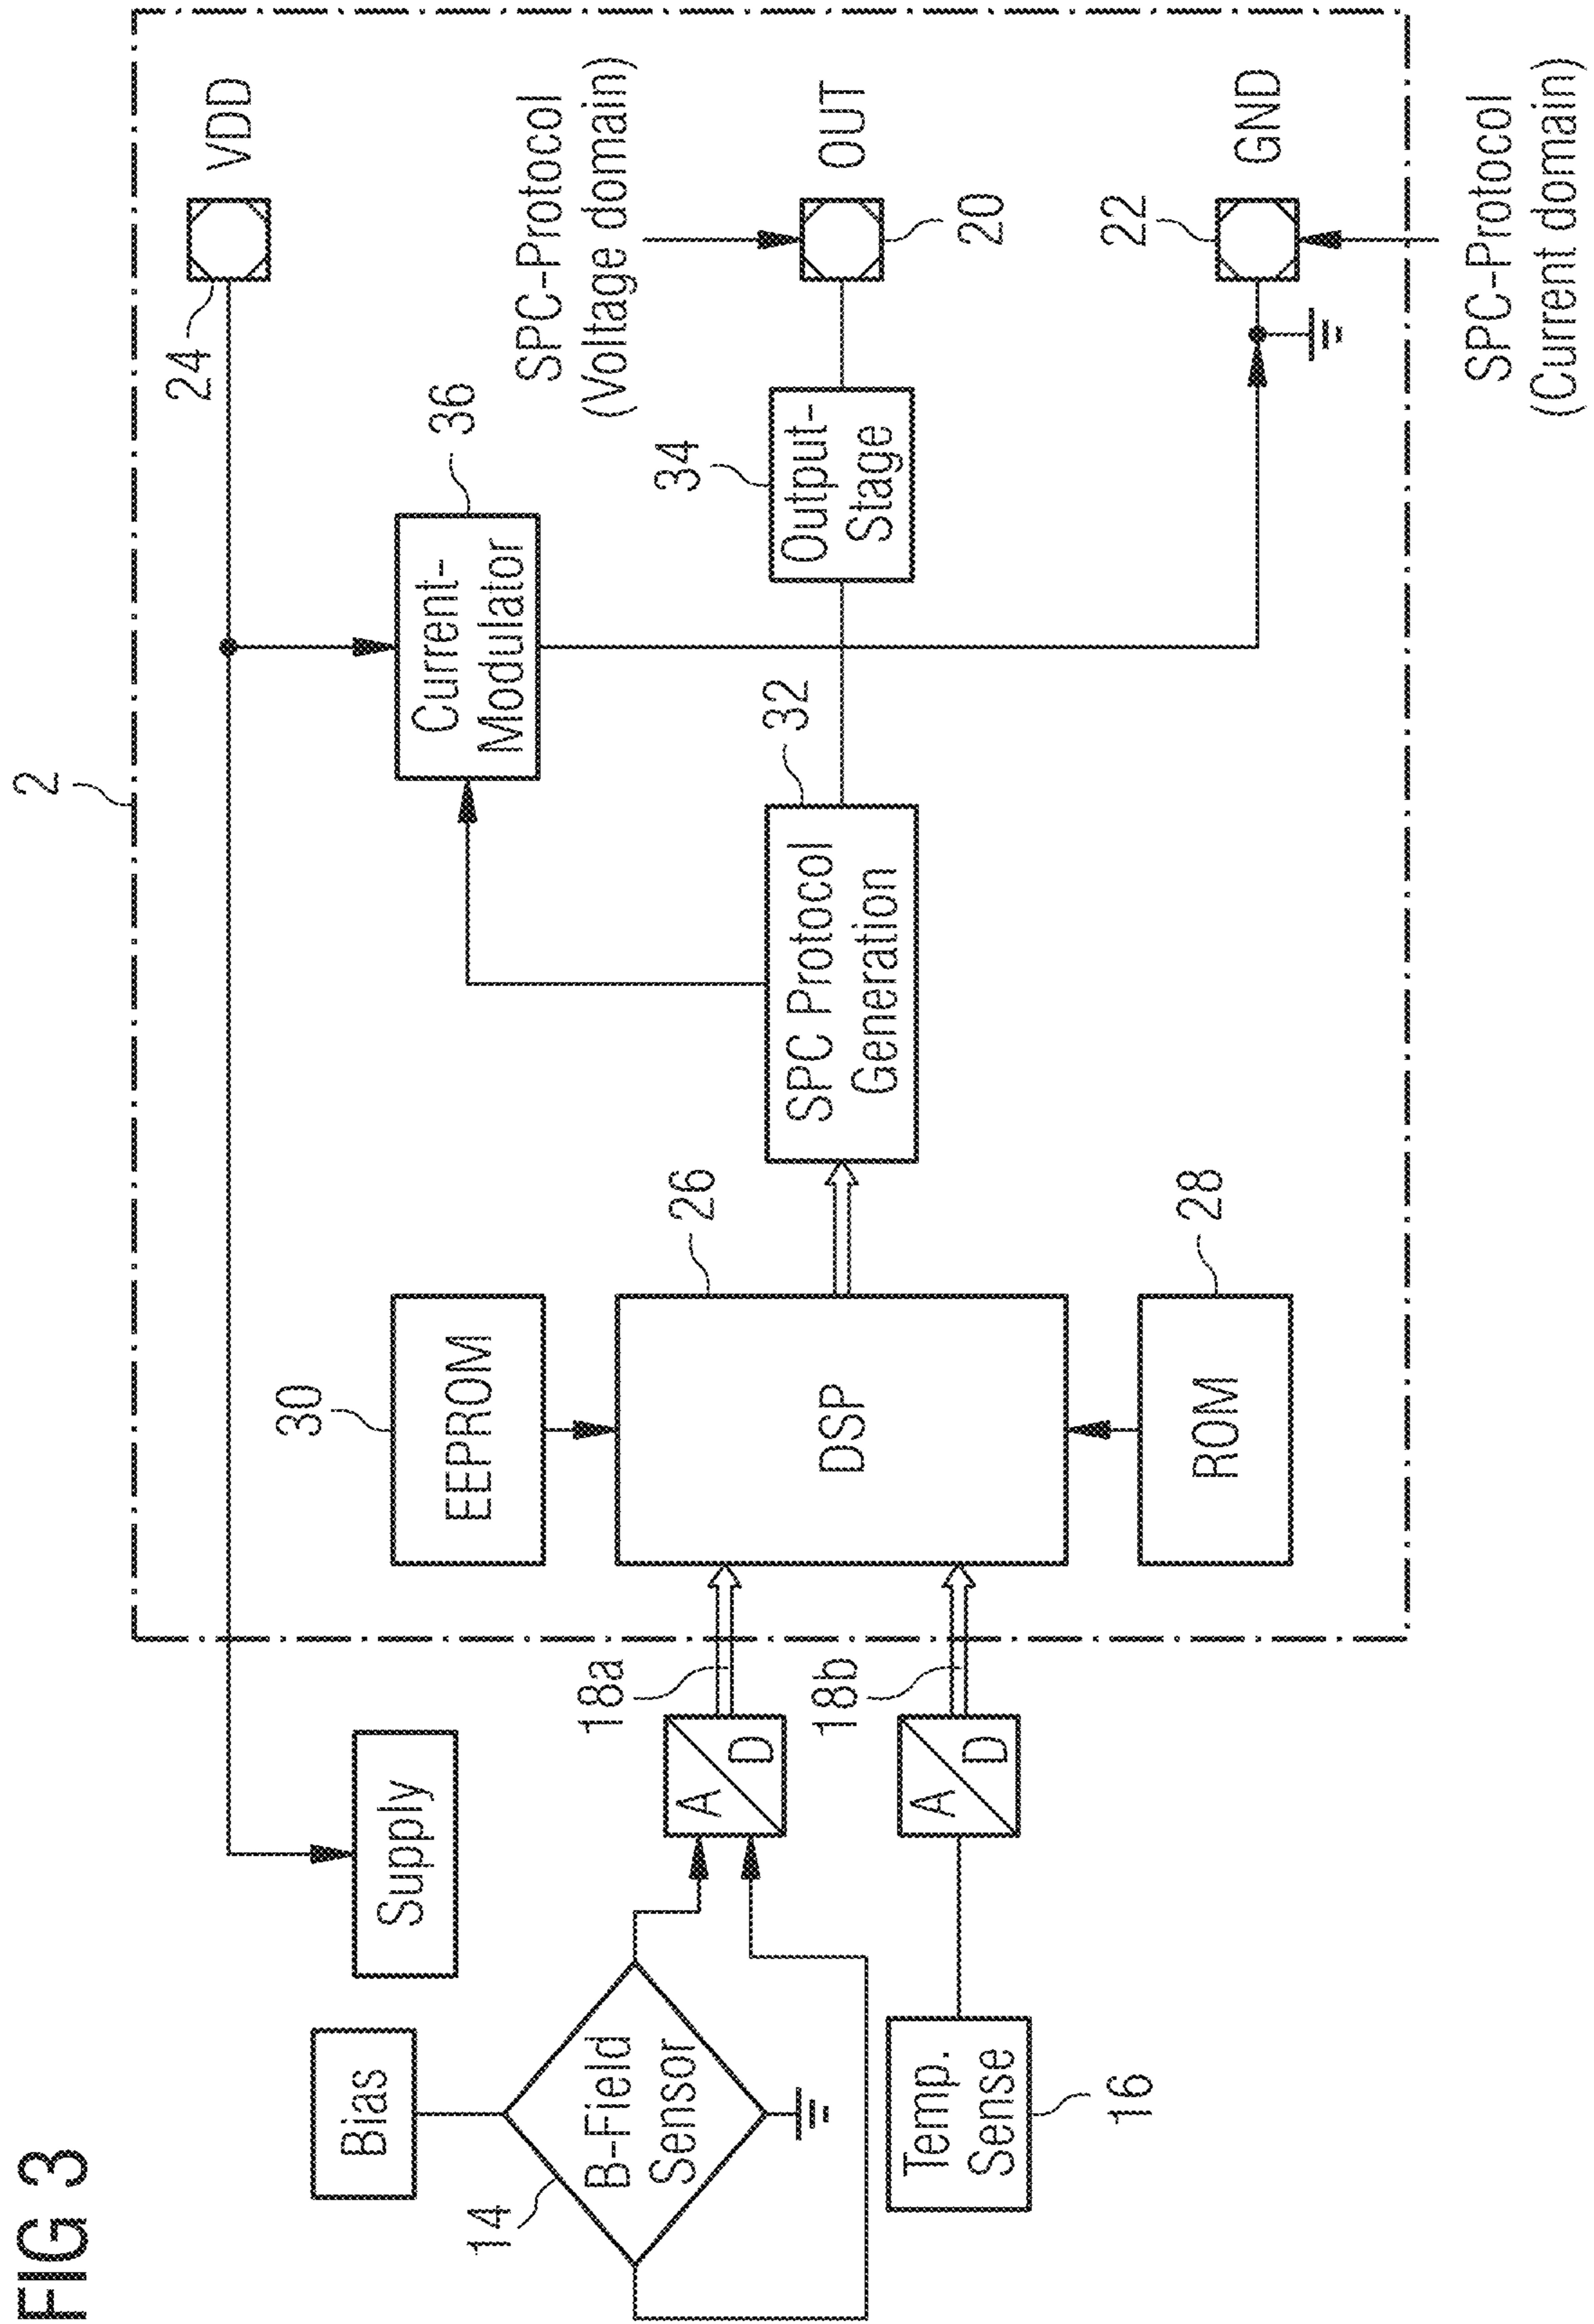 FIG 3
2
Bias
Supply
24
VDD
14
B-Field
Sensor
A
D
18a
30
EEPROM
36
Current-
Modulator
SPC-Protocol
(Voltage domain)
Temp.
Sense
16
A
D
18b
DSP
26
SPC Protocol
Generation
32
34
Output-
Stage
20
OUT
ROM
28
22
GND
SPC-Protocol
(Current domain)